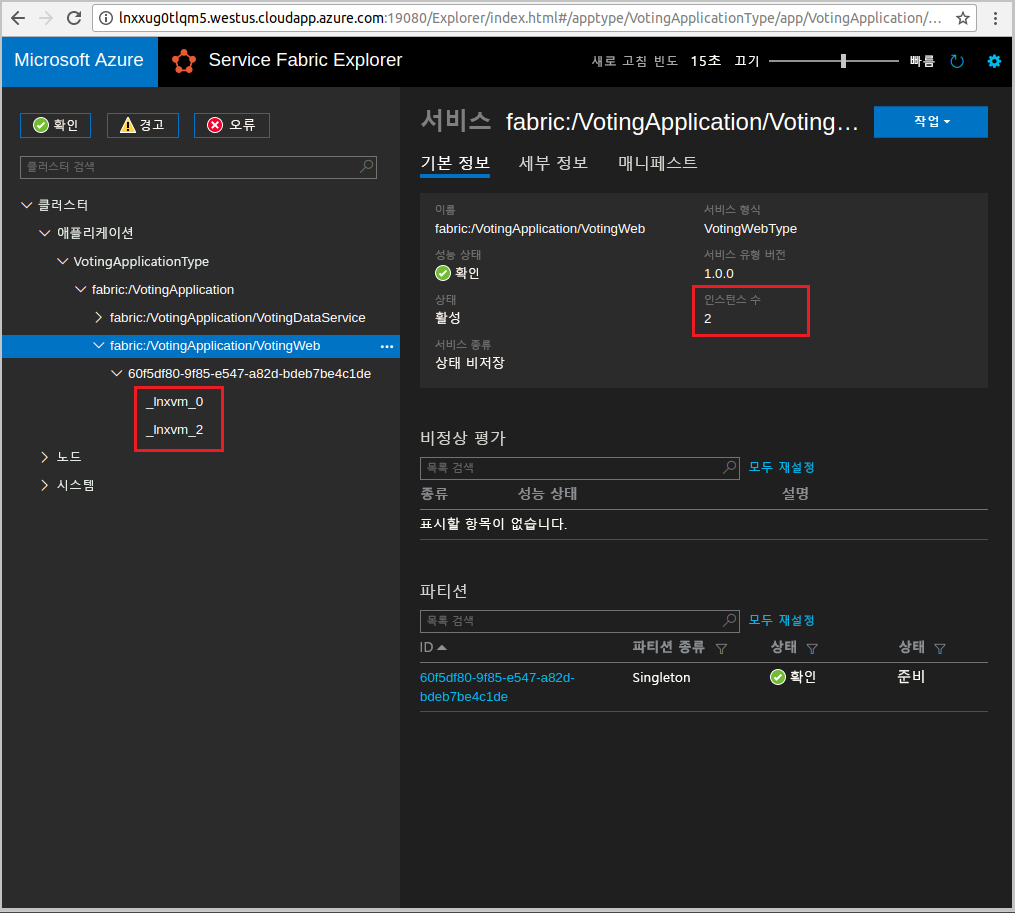 lnxxug0tlqm5.westus.cloudapp.azure.com:19080/Explorer/index.html#/apptype/VotingApplicationType/app/VotingApplication/...
Microsoft Azure
Service Fabric Explorer
새로 고침 빈도 15초 끄기 빠름
확인 경고 오류
클러스터 검색
클러스터
애플리케이션
VotingApplicationType
fabric:/VotingApplication
fabric:/VotingApplication/VotingDataService
fabric:/VotingApplication/VotingWeb ...
60f5df80-9f85-e547-a82d-bdeb7be4c1de
_lnxvm_0
_lnxvm_2
노드
시스템
서비스 fabric:/VotingApplication/Voting...
작업
기본 정보 세부 정보 매니페스트
이름
fabric:/VotingApplication/VotingWeb
서비스 형식
VotingWebType
성능 상태
확인
서비스 유형 버전
1.0.0
상태
활성
인스턴스 수
2
서비스 종류
상태 비저장
비정상 평가
목록 검색 모두 재설정
종류 성능 상태 설명
표시할 항목이 없습니다.
파티션
목록 검색 모두 재설정
ID 파티션 종류 상태 상태
60f5df80-9f85-e547-a82d-
bdeb7be4c1de
Singleton 확인 준비